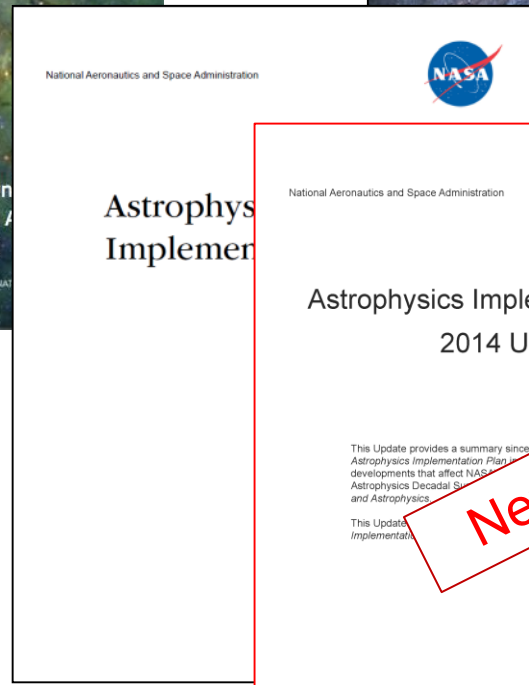 National Aeronautics and Space Administration
NASA
Astrophys
Implemen
National Aeronautics and Space Administration
Astrophysics Imple
2014 U
This Update provides a summary since
Astrophysics Implementation Plan
developments that affect NASA
Astrophysics Decadal
and Astrophysics,
This Update
Implementati
Ne